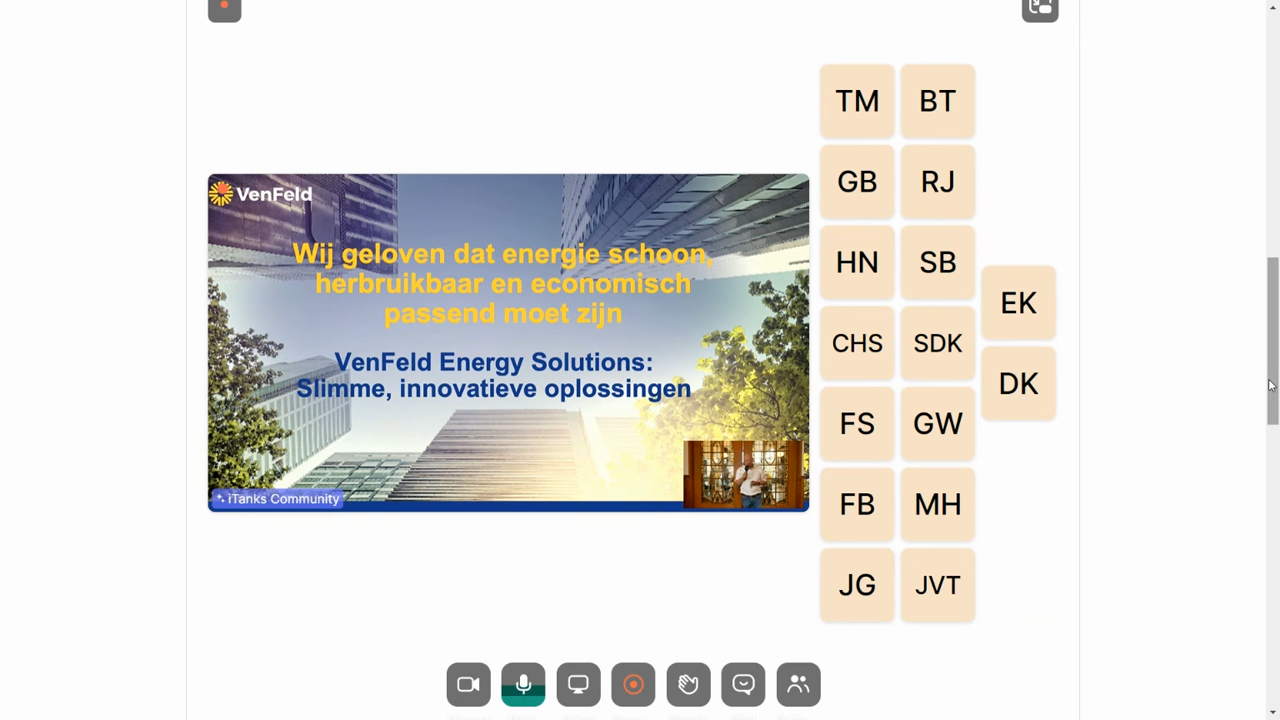 VenFeld
Wij geloven dat energie schoon,
herbruikbaar en economisch
passend moet zijn
VenFeld Energy Solutions:
Slimme, innovatieve oplossingen
iTanks Community
TM
BT
GB
RJ
HN
SB
EK
CHS
SDK
DK
FS
GW
FB
MH
JG
JVT